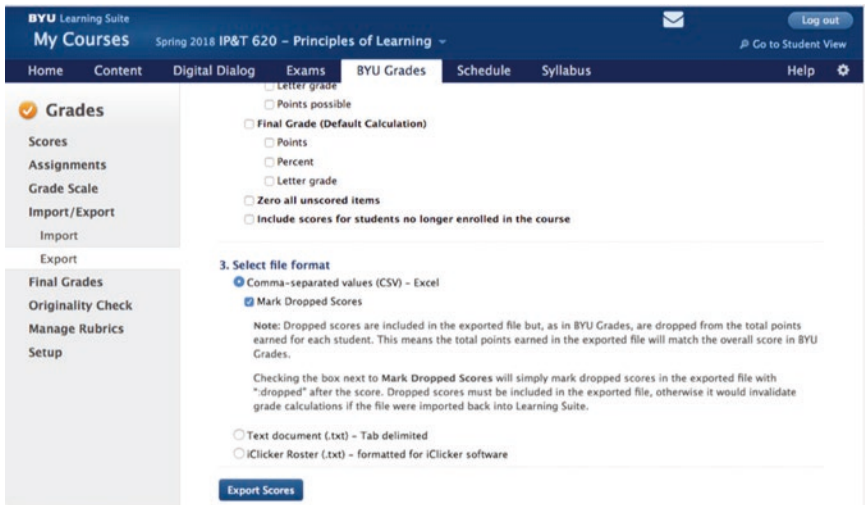 BYU Learning Suite
Log out
My Courses Spring 2018 IP&T 620 – Principles of Learning
Go to Student View
Home Content Digital Dialog Exams BYU Grades Schedule Syllabus Help
Grades
Scores
Assignments
Grade Scale
Import/Export
Import
Export
Final Grades
Originality Check
Manage Rubrics
Setup
Letter grade
Points possible
Final Grade (Default Calculation)
Points
Percent
Letter grade
Zero all unscored items
Include scores for students no longer enrolled in the course
3. Select file format
Comma-separated values (CSV) – Excel
Mark Dropped Scores
Note: Dropped scores are included in the exported file but, as in BYU Grades, are dropped from the total points
earned for each student. This means the total points earned in the exported file will match the overall score in BYU
Grades.
Checking the box next to Mark Dropped Scores will simply mark dropped scores in the exported file with
":dropped" after the score. Dropped scores must be included in the exported file, otherwise it would invalidate
grade calculations if the file were imported back into Learning Suite.
Text document (.txt) – Tab delimited
iClicker Roster (.txt) – formatted for iClicker software
Export Scores